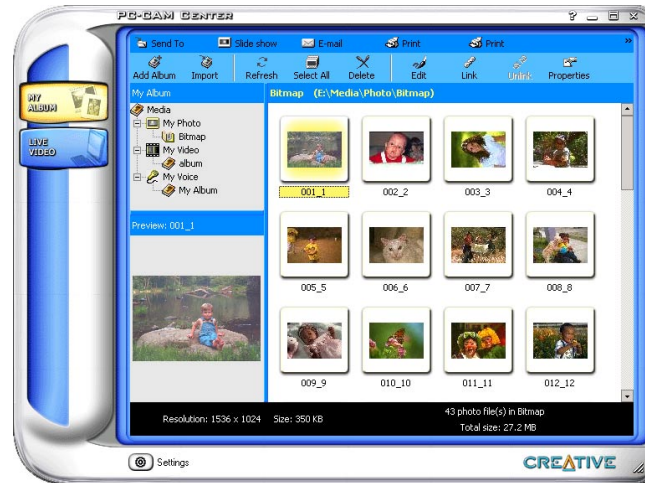 PC-CAM CENTER
Send To Slide show E-mail Print Print »
Add Album Import Refresh Select All Delete Edit Link Unlink Properties
MY ALBUM
LIVE VIDEO
My Album
Media
My Photo
Bitmap
My Video
album
My Voice
My Album
Preview: 001_1
Bitmap (E:\Media\Photo\Bitmap)
001_1 002_2 003_3 004_4
005_5 006_6 007_7 008_8
009_9 010_10 011_11 012_12
Resolution: 1536 x 1024 Size: 350 KB
43 photo file(s) in Bitmap
Total size: 27.2 MB
Settings
CREATIVE